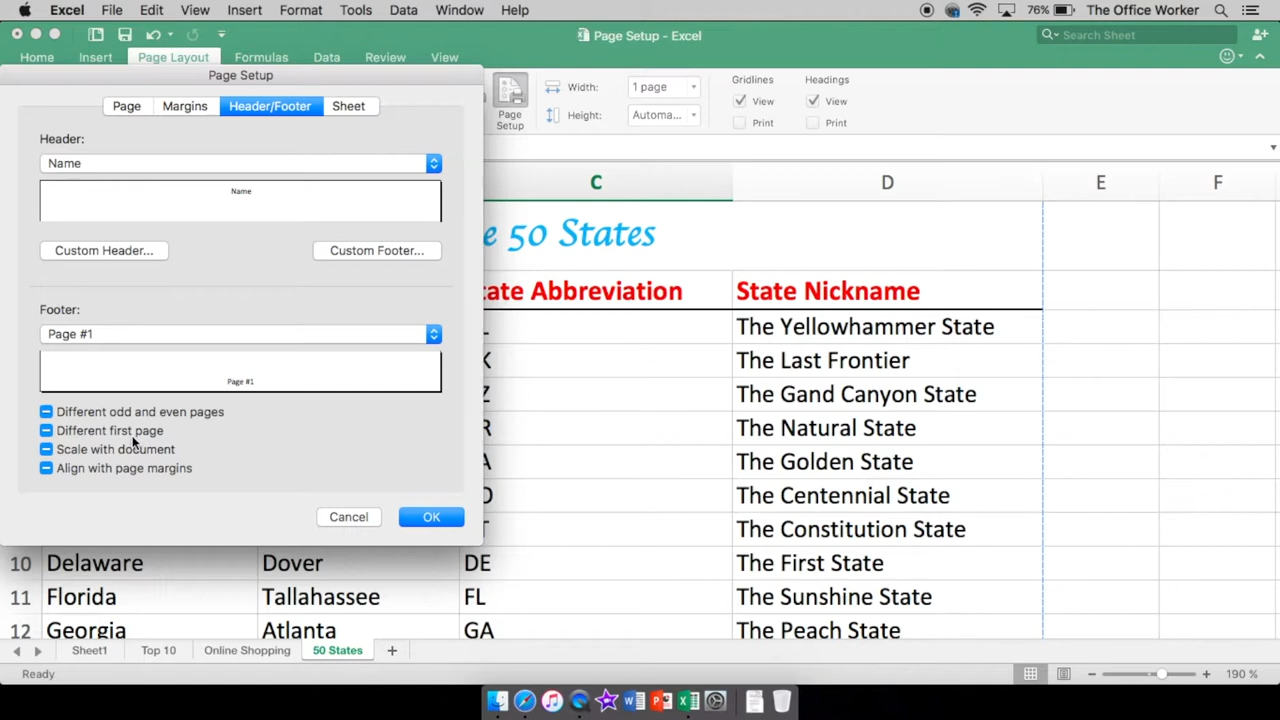 Excel File Edit View Insert Format Tools Data Window Help 76% The Office Worker
Page Setup - Excel
Search Sheet
Home Insert Page Layout Formulas Data Review View
Page Setup
Page
Setup
Width: 1 page
Height: Automa...
Gridlines
View
Print
Headings
View
Print
Page Margins Header/Footer Sheet
Header:
Name
Name
Custom Header... Custom Footer...
Footer:
Page #1
Page #1
Different odd and even pages
Different first page
Scale with document
Align with page margins
Cancel OK
C D E F
e 50 States
ate Abbreviation State Nickname
L The Yellowhammer State
K The Last Frontier
Z The Gand Canyon State
R The Natural State
A The Golden State
O The Centennial State
T The Constitution State
10 Delaware Dover DE The First State
11 Florida Tallahassee FL The Sunshine State
12 Georgia Atlanta GA The Peach State
Sheet1 Top 10 Online Shopping 50 States
Ready 190 %